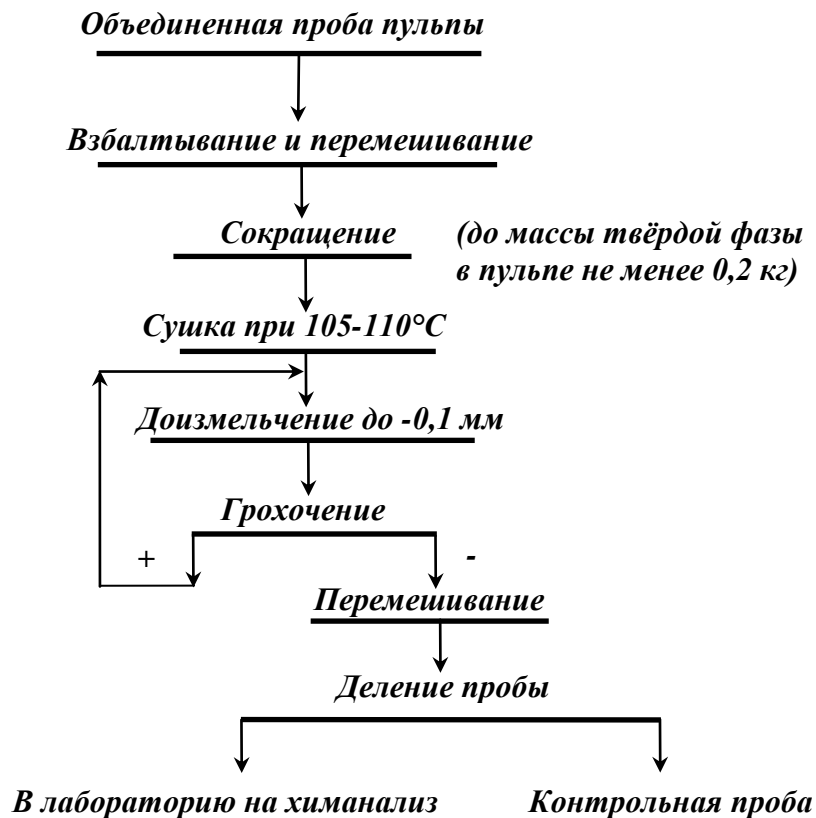 Объединенная проба пульпы
Взбалтывание и перемешивание
Сокращение (до массы твёрдой фазы
в пульпе не менее 0,2 кг)
Сушка при 105-110°С
Доизмельчение до -0,1 мм
Грохочение
+ -
Перемешивание
Деление пробы
В лабораторию на химанализ Контрольная проба